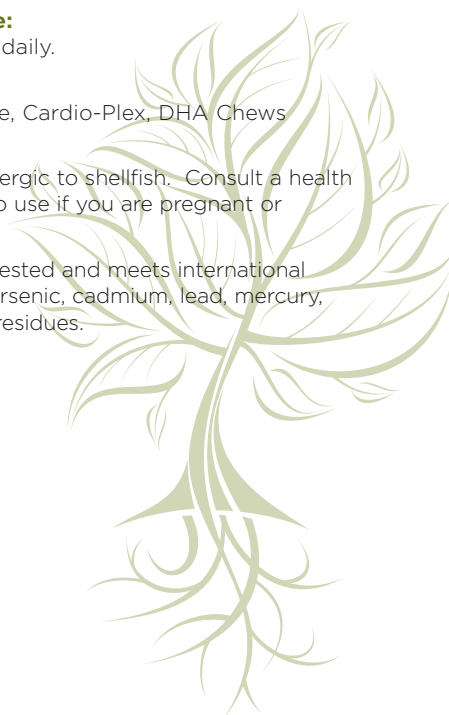 e:
daily.
e, Cardio-Plex, DHA Chews
ergic to shellfish.  Consult a health
o use if you are pregnant or
ested and meets international
rsenic, cadmium, lead, mercury,
residues.